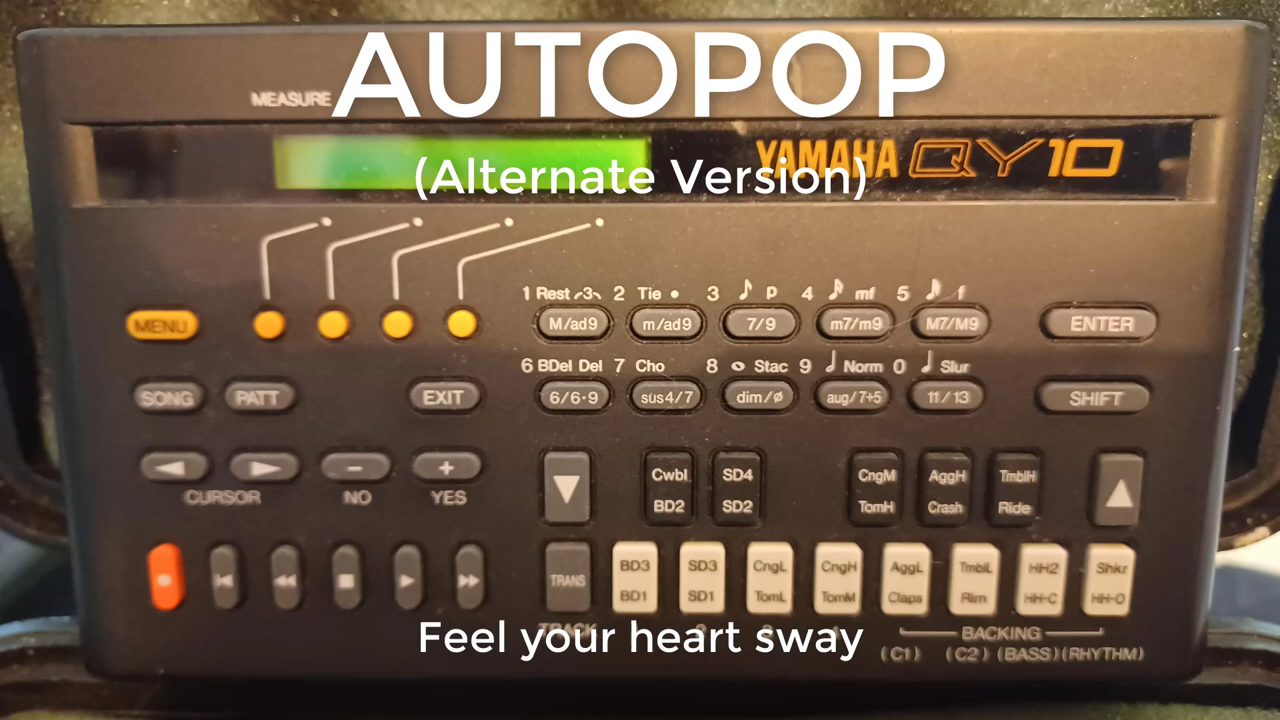 AUTOPOP
MEASURE
(Alternate Version)
YAMAHA QY10
1 Rest 3 2 Tie • 3 ♪ p 4 mf 5 f
MENU M/ad9 m/ad9 7/9 m7/m9 M7/M9 ENTER
6 BDel Del 7 Cho 8 Stac 9 Norm 0 Slur
SONG PATT EXIT 6/6·9 sus4/7 dim/ø aug/7+5 11/13 SHIFT
◀ ▶ − + ▼ Cwbl SD4 CngM AggH TmblH ▲
CURSOR NO YES BD2 SD2 TomH Crash Ride
TRANS BD3 SD3 CngL CngH AggL TmbL HH2 Shkr
BD1 SD1 TomL TomM Claps Rim HH-C HH-O
TRACK
Feel your heart sway
BACKING
(C1) (C2) (BASS) (RHYTHM)